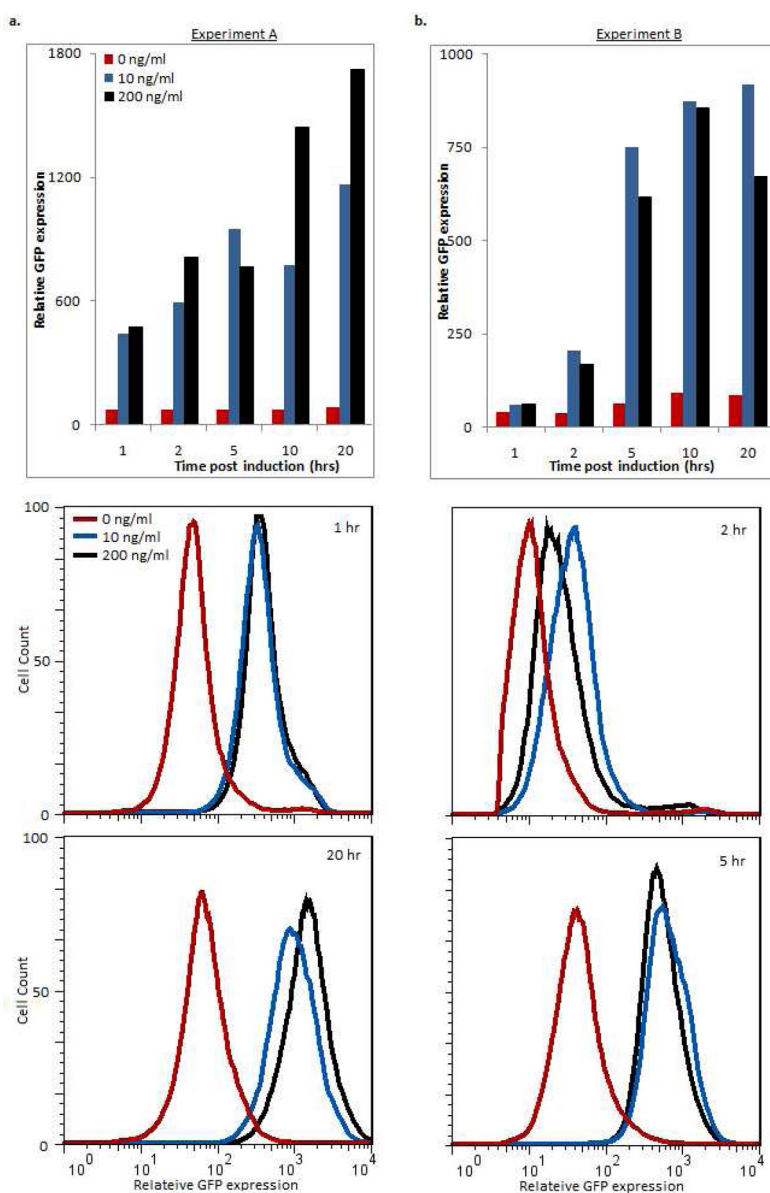 a.
Experiment A
1800
1200
600
0
Relative GFP expression
0 ng/ml
10 ng/ml
200 ng/ml
1 2 5 10 20
Time post induction (hrs)
b.
Experiment B
1000
750
500
250
0
Relative GFP expression
1 2 5 10 20
Time post induction (hrs)
100
50
0
Cell Count
0 ng/ml
10 ng/ml
200 ng/ml
1 hr
2 hr
100
50
0
Cell Count
20 hr
10⁰ 10¹ 10² 10³ 10⁴
Relateive GFP expression
5 hr
10⁰ 10¹ 10² 10³ 10⁴
Relateive GFP expression